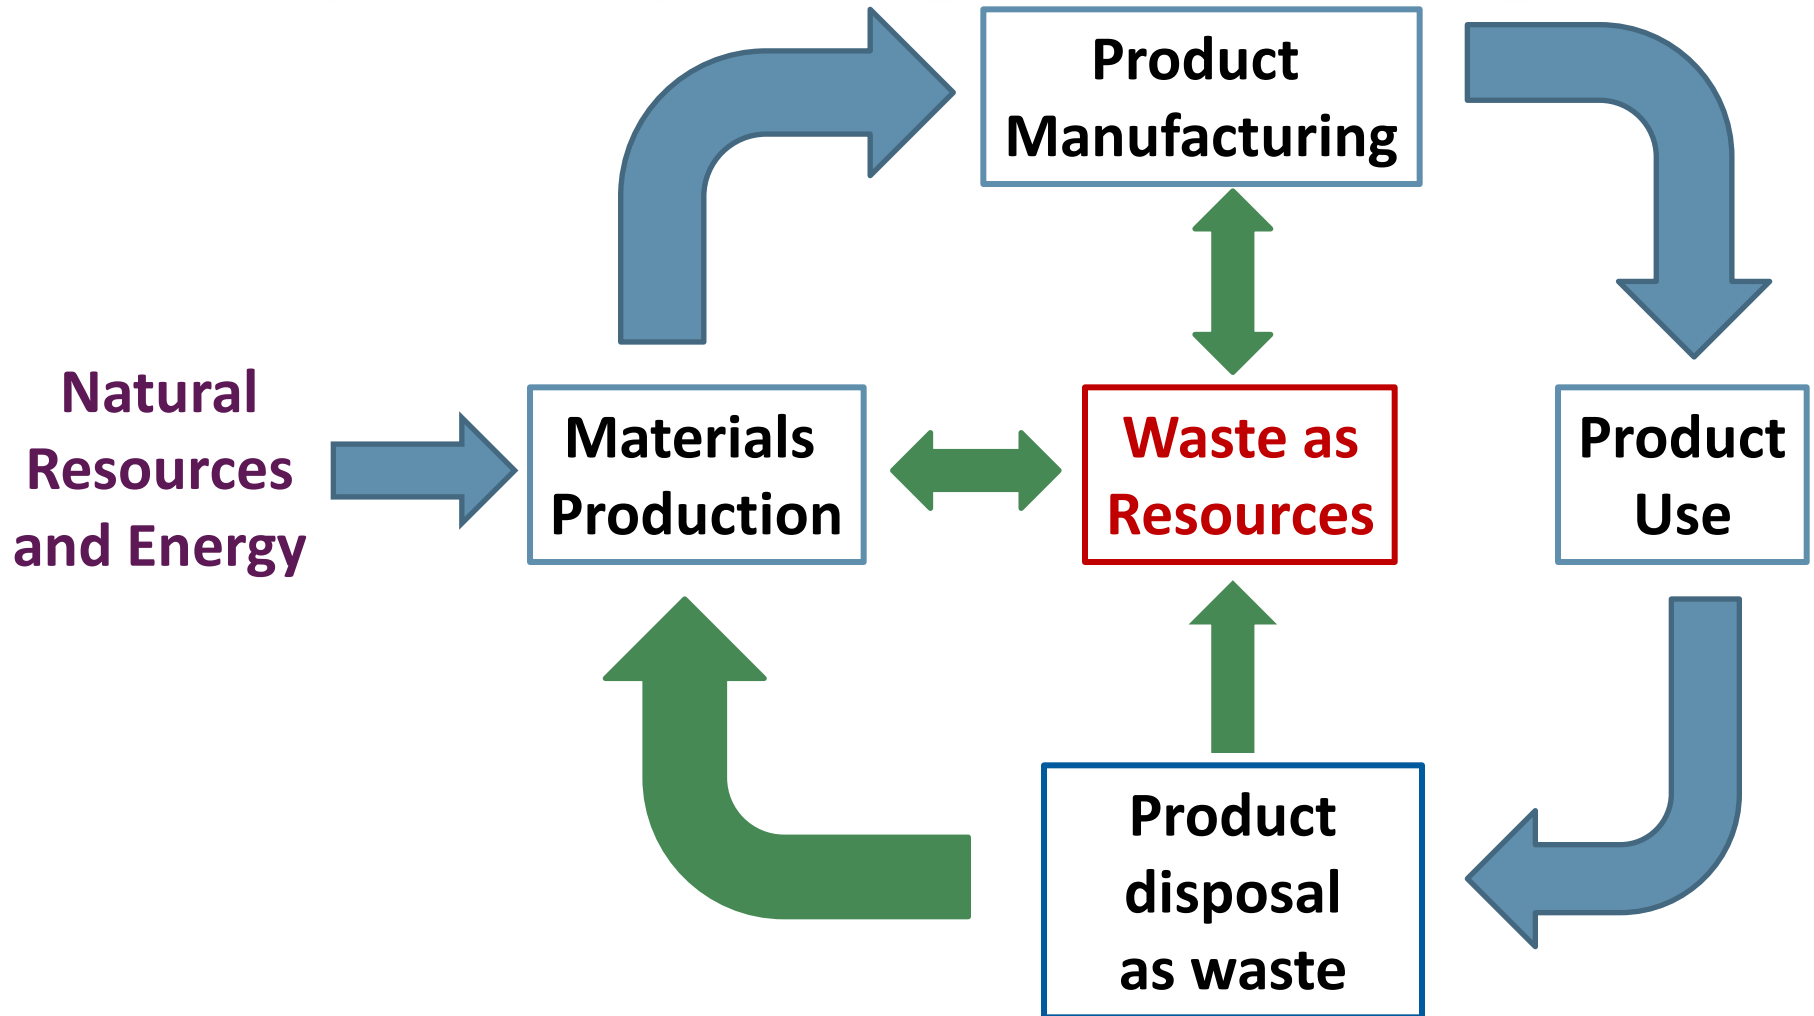 Product
Manufacturing
Natural
Resources
and Energy
Materials
Production
Waste as
Resources
Product
Use
Product
disposal
as waste